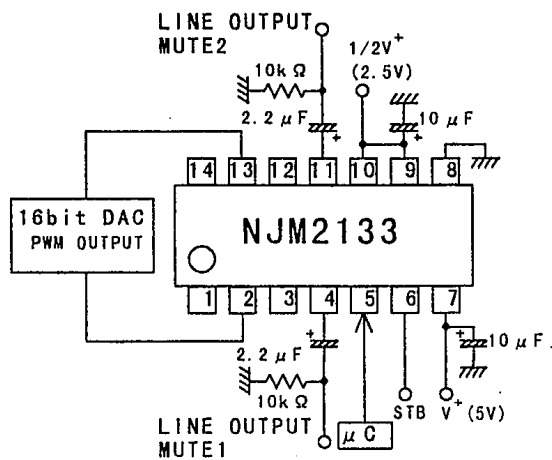 LINE OUTPUT
MUTE2
1/2V+
(2.5V)
10kΩ
2.2μF
10μF
14 13 12 11 10 9 8
16bit DAC
PWM OUTPUT
NJM2133
1 2 3 4 5 6 7
2.2μF
10μF
10kΩ
STB V+(5V)
LINE OUTPUT
MUTE1
μC